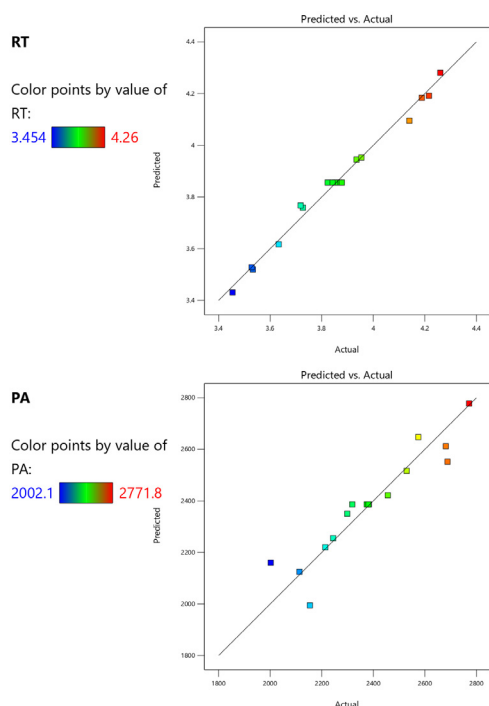 Predicted vs. Actual
RT
Color points by value of
RT:
3.454 4.26
Predicted
4.4
4.2
4
3.8
3.6
3.4
3.4 3.6 3.8 4 4.2 4.4
Actual
Predicted vs. Actual
PA
Color points by value of
PA:
2002.1 2771.8
Predicted
2800
2600
2400
2200
2000
1800
1800 2000 2200 2400 2600 2800
Actual